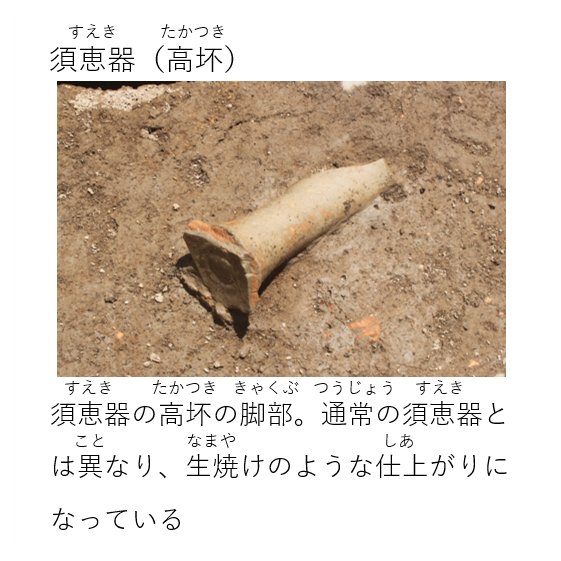 すえき たかつき
須恵器（高坏）
すえき たかつき きゃくぶ つうじょう すえき
須恵器の高坏の脚部。通常の須恵器と
こと なまや しあ
は異なり、生焼けのような仕上がりに
なっている